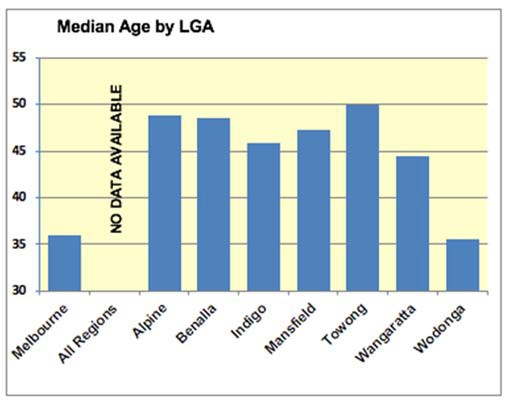 Median Age by LGA
55
50
45
40
35
30
NO DATA AVAILABLE
Melbourne
All Regions
Alpine
Benalla
Indigo
Mansfield
Towong
Wangaratta
Wodonga